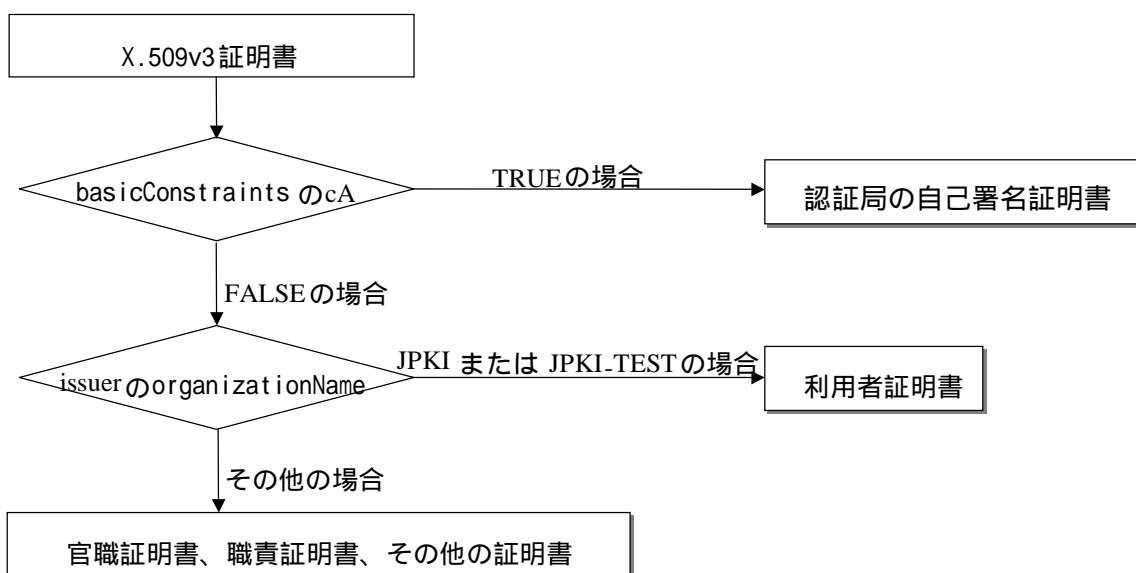 X.509v3証明書
basicConstraints のcA
TRUEの場合
認証局の自己署名証明書
FALSEの場合
issuerのorganizationName
JPKI または JPKI-TESTの場合
利用者証明書
その他の場合
官職証明書、職責証明書、その他の証明書